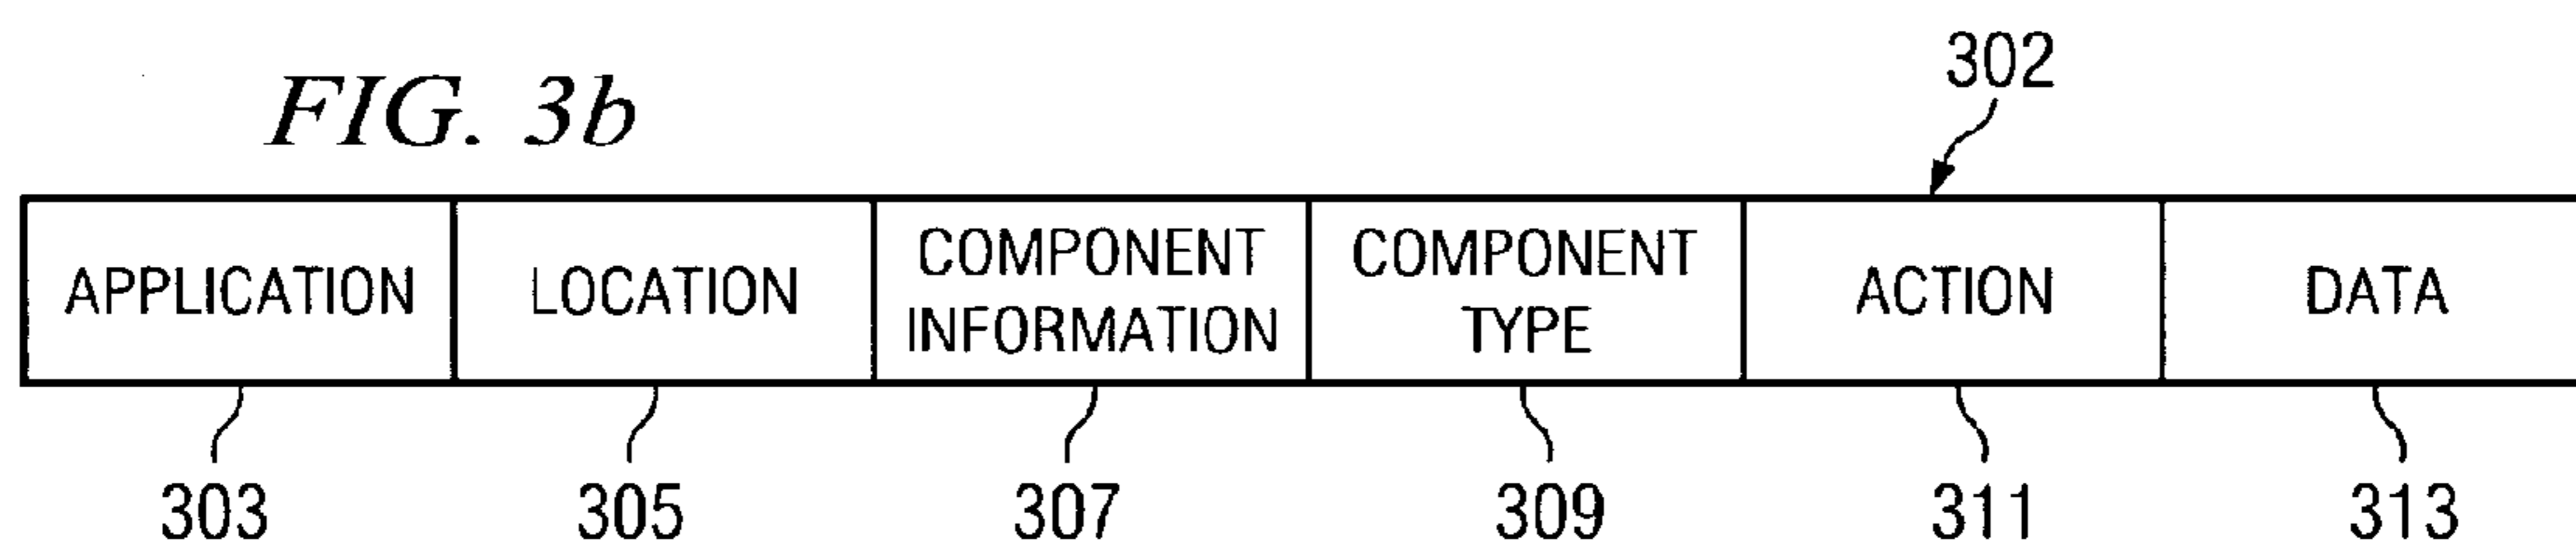 FIG. 3b
302
APPLICATION
LOCATION
COMPONENT
INFORMATION
COMPONENT
TYPE
ACTION
DATA
303 305 307 309 311 313